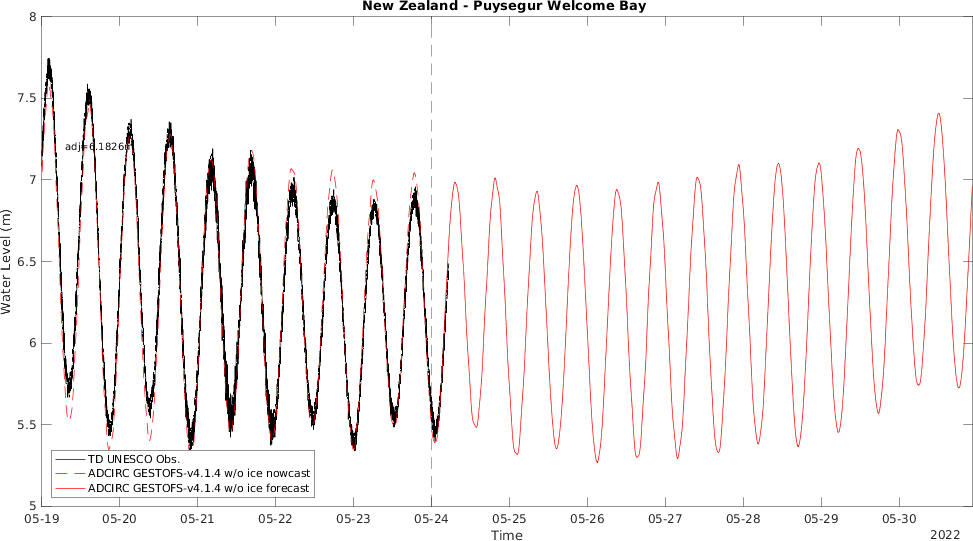 New Zealand - Puysegur Welcome Bay
8
7.5
7
6.5
6
5.5
5
Water Level (m)
adj=6.1826m
TD UNESCO Obs.
ADCIRC GESTOFS-v4.1.4 w/o ice nowcast
ADCIRC GESTOFS-v4.1.4 w/o ice forecast
05-19 05-20 05-21 05-22 05-23 05-24 05-25 05-26 05-27 05-28 05-29 05-30
Time
2022